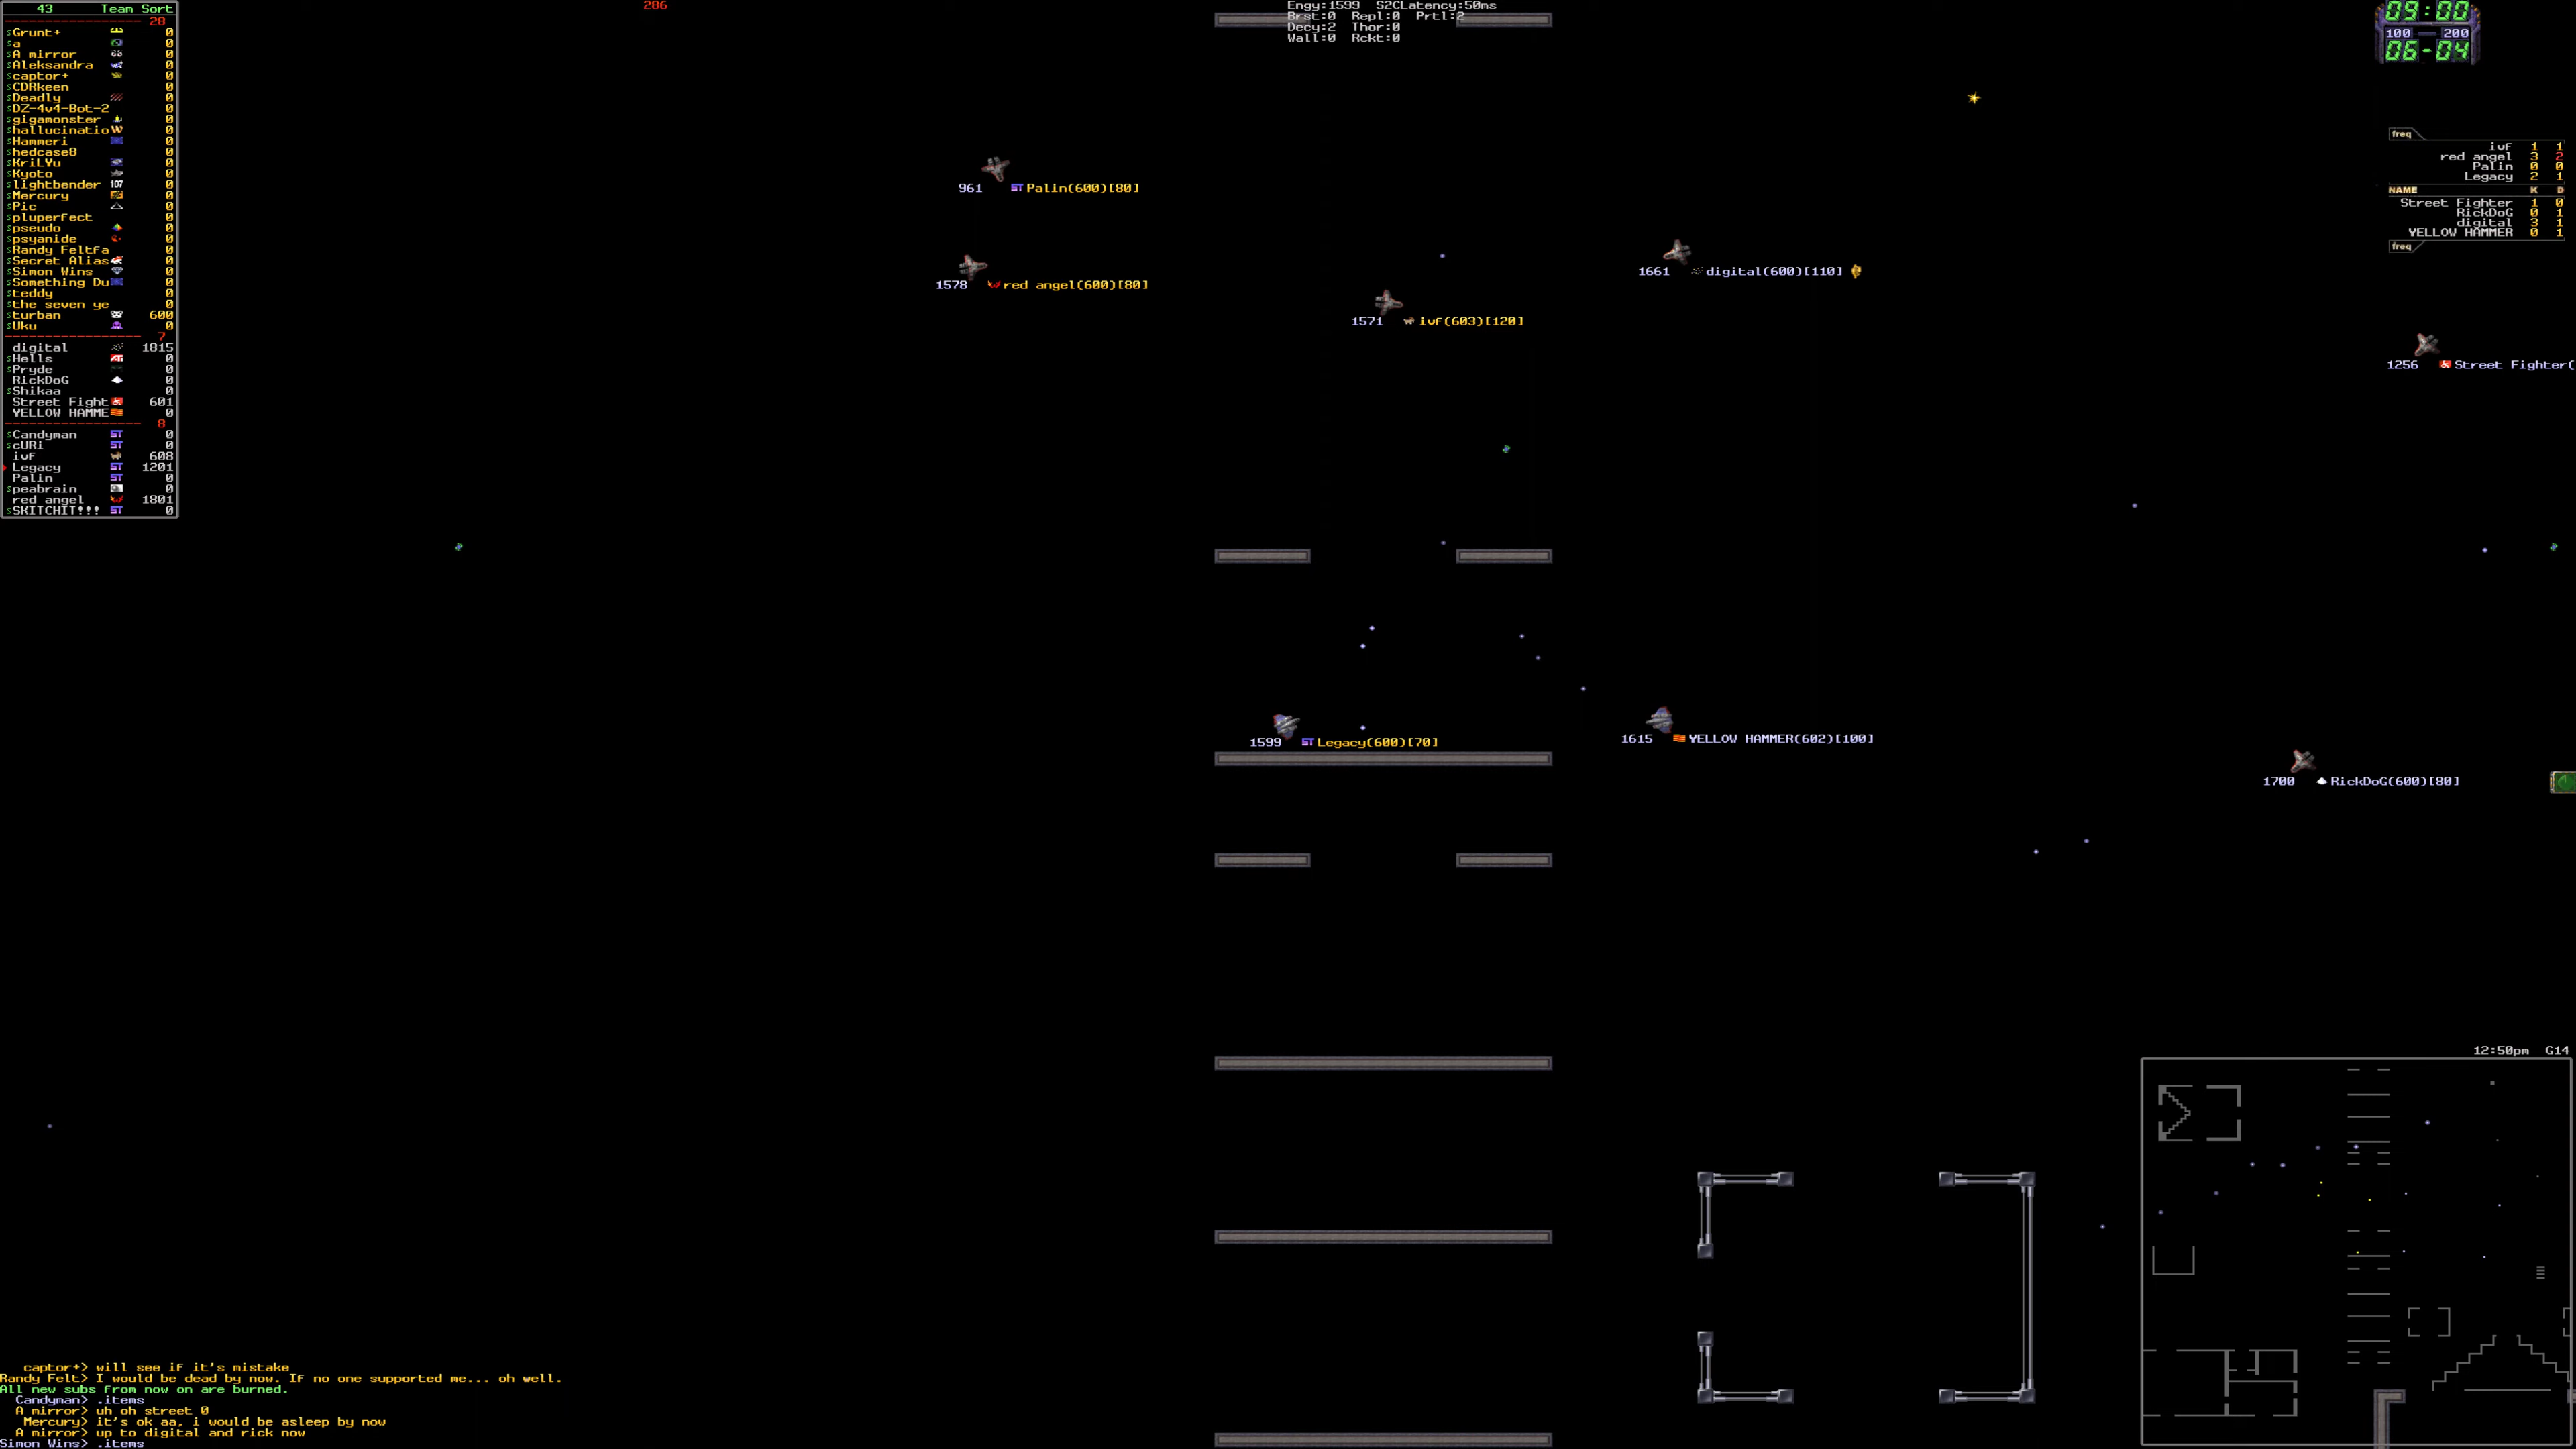 43 Team Sort
28
$Grunt+ 0
$a 0
$A mirror 0
$Aleksandra 0
$captor+ 0
$CDRkeen 0
$Deadly 0
$DZ-4v4-Bot-2 0
$gigamonster 0
$hallucinatio W 0
$Hammeri 0
$hedcase8 0
$KriLYu 0
$Kyoto 0
$lightbender 107 0
$Mercury 0
$Pic 0
$pluperfect 0
$pseudo 0
$psyanide 0
$Randy Feltfa 0
$Secret Alias 0
$Simon Wins 0
$Something Du 0
$teddy 0
$the seven ye 0
$turban 600
$Uku 0
7
digital 1815
$Hells 0
$Pryde 0
RickDoG 0
$Shikaa 0
Street Fight 601
YELLOW HAMME 0
8
$Candyman ST 0
$cURi ST 0
ivf 608
Legacy ST 1201
Palin ST 0
$peabrain 0
red angel 1801
$SKITCHIT!!! ST 0
286
Engy:1599 S2CLatency:50ms
Brst:0 Repl:0 Prtl:2
Decy:2 Thor:0
Wall:0 Rckt:0
09:00
100 200
06-04
freq
ivf 1 1
red angel 3 2
Palin 0 0
Legacy 2 1
NAME K D
Street Fighter 1 0
RickDoG 0 1
digital 3 1
YELLOW HAMMER 0 1
freq
961 ST Palin(600)[80]
1578 red angel(600)[80]
1661 digital(600)[110]
1571 ivf(603)[120]
1256 Street Fighter(
1599 ST Legacy(600)[70]
1615 YELLOW HAMMER(602)[100]
1700 RickDoG(600)[80]
12:50pm G14
captor+> will see if it's mistake
Randy Felt> I would be dead by now. If no one supported me... oh well.
All new subs from now on are burned.
Candyman> .items
A mirror> uh oh street 0
Mercury> it's ok aa, i would be asleep by now
A mirror> up to digital and rick now
Simon Wins> .items